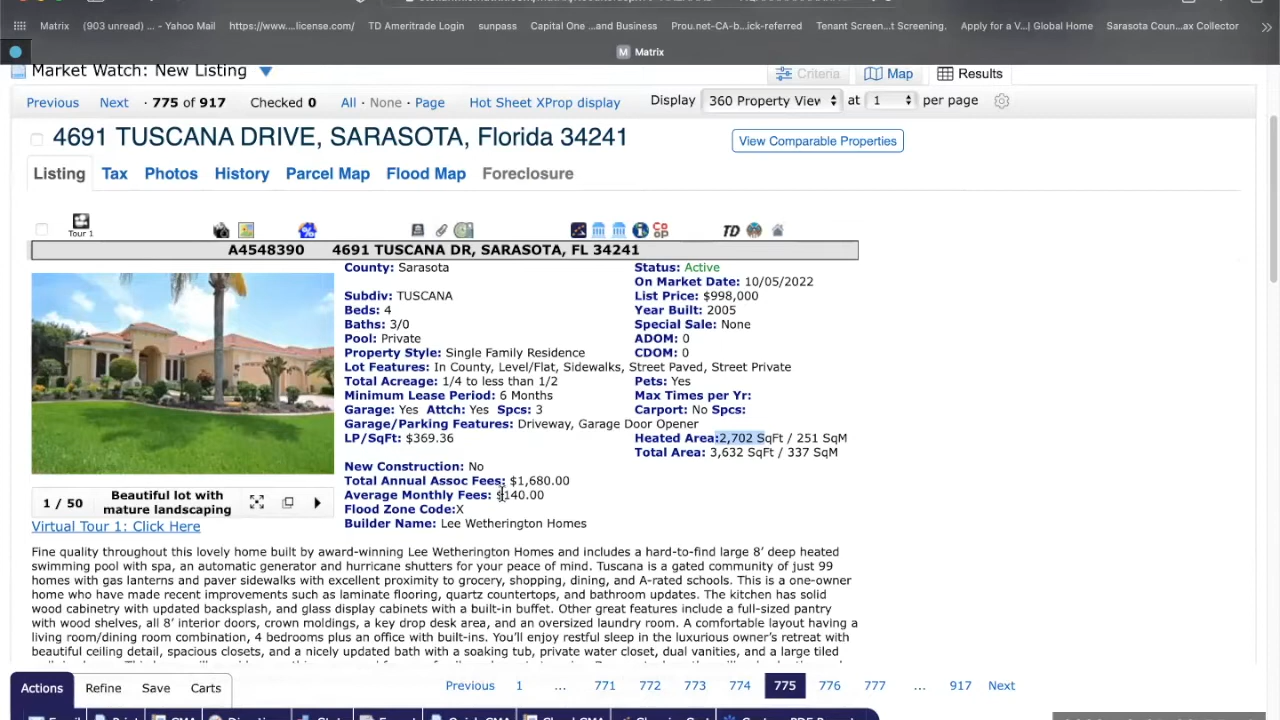 Matrix (903 unread) ... - Yahoo Mail https://www....license.com/ TD Ameritrade Login sunpass Capital One ...and Business Prou.net-CA-b...ick-referred Tenant Screen...t Screening. Apply for a V...| Global Home Sarasota Coun...ax Collector
M Matrix
Market Watch: New Listing Criteria Map Results
Previous Next · 775 of 917 Checked 0 All · None · Page Hot Sheet XProp display Display 360 Property View at 1 per page
4691 TUSCANA DRIVE, SARASOTA, Florida 34241 View Comparable Properties
Listing Tax Photos History Parcel Map Flood Map Foreclosure
Tour 1 % CO OP TD
A4548390 4691 TUSCANA DR, SARASOTA, FL 34241
County: Sarasota Status: Active
On Market Date: 10/05/2022
Subdiv: TUSCANA List Price: $998,000
Beds: 4 Year Built: 2005
Baths: 3/0 Special Sale: None
Pool: Private ADOM: 0
Property Style: Single Family Residence CDOM: 0
Lot Features: In County, Level/Flat, Sidewalks, Street Paved, Street Private
Total Acreage: 1/4 to less than 1/2 Pets: Yes
Minimum Lease Period: 6 Months Max Times per Yr:
Garage: Yes Attch: Yes Spcs: 3 Carport: No Spcs:
Garage/Parking Features: Driveway, Garage Door Opener
LP/SqFt: $369.36 Heated Area:2,702 SqFt / 251 SqM
Total Area: 3,632 SqFt / 337 SqM
New Construction: No
Total Annual Assoc Fees: $1,680.00
Average Monthly Fees: $140.00
Flood Zone Code:X
Builder Name: Lee Wetherington Homes
1 / 50 Beautiful lot with mature landscaping
Virtual Tour 1: Click Here
Fine quality throughout this lovely home built by award-winning Lee Wetherington Homes and includes a hard-to-find large 8’ deep heated
swimming pool with spa, an automatic generator and hurricane shutters for your peace of mind. Tuscana is a gated community of just 99
homes with gas lanterns and paver sidewalks with excellent proximity to grocery, shopping, dining, and A-rated schools. This is a one-owner
home who have made recent improvements such as laminate flooring, quartz countertops, and bathroom updates. The kitchen has solid
wood cabinetry with updated backsplash, and glass display cabinets with a built-in buffet. Other great features include a full-sized pantry
with wood shelves, all 8’ interior doors, crown moldings, a key drop desk area, and an oversized laundry room. A comfortable layout having a
living room/dining room combination, 4 bedrooms plus an office with built-ins. You’ll enjoy restful sleep in the luxurious owner’s retreat with
beautiful ceiling detail, spacious closets, and a nicely updated bath with a soaking tub, private water closet, dual vanities, and a large tiled
Actions Refine Save Carts Previous 1 ... 771 772 773 774 775 776 777 ... 917 Next